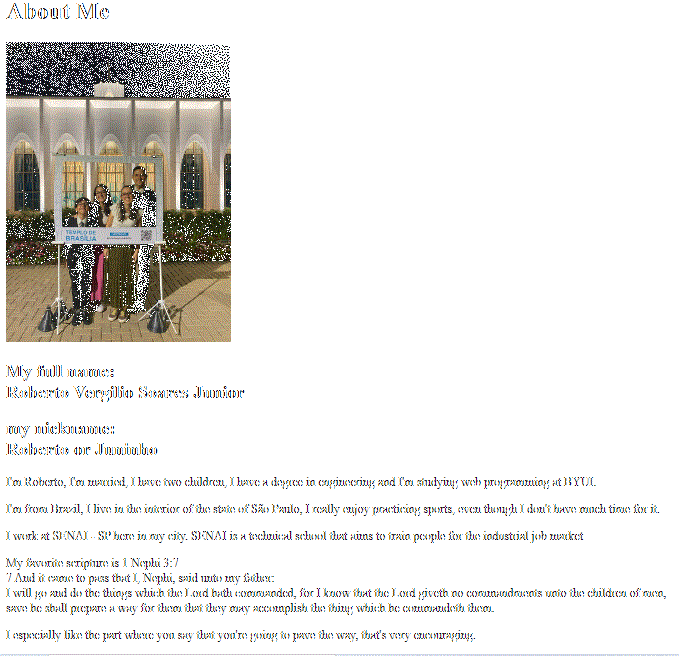 About Me
TEMPLO DE
BRASÍLIA
My full name:
Roberto Vergilio Soares Junior
my nickname:
Roberto or Juninho
I'm Roberto, I'm married, I have two children, I have a degree in engineering and I'm studying web programming at BYUI.
I'm from Brazil, I live in the interior of the state of São Paulo, I really enjoy practicing sports, even though I don't have much time for it.
I work at SENAI - SP here in my city. SENAI is a technical school that aims to train people for the industrial job market
My favorite scripture is 1 Nephi 3:7
7 And it came to pass that I, Nephi, said unto my father:
I will go and do the things which the Lord hath commanded, for I know that the Lord giveth no commandments unto the children of men,
save he shall prepare a way for them that they may accomplish the thing which he commandeth them.
I especially like the part where you say that you're going to pave the way, that's very encouraging.